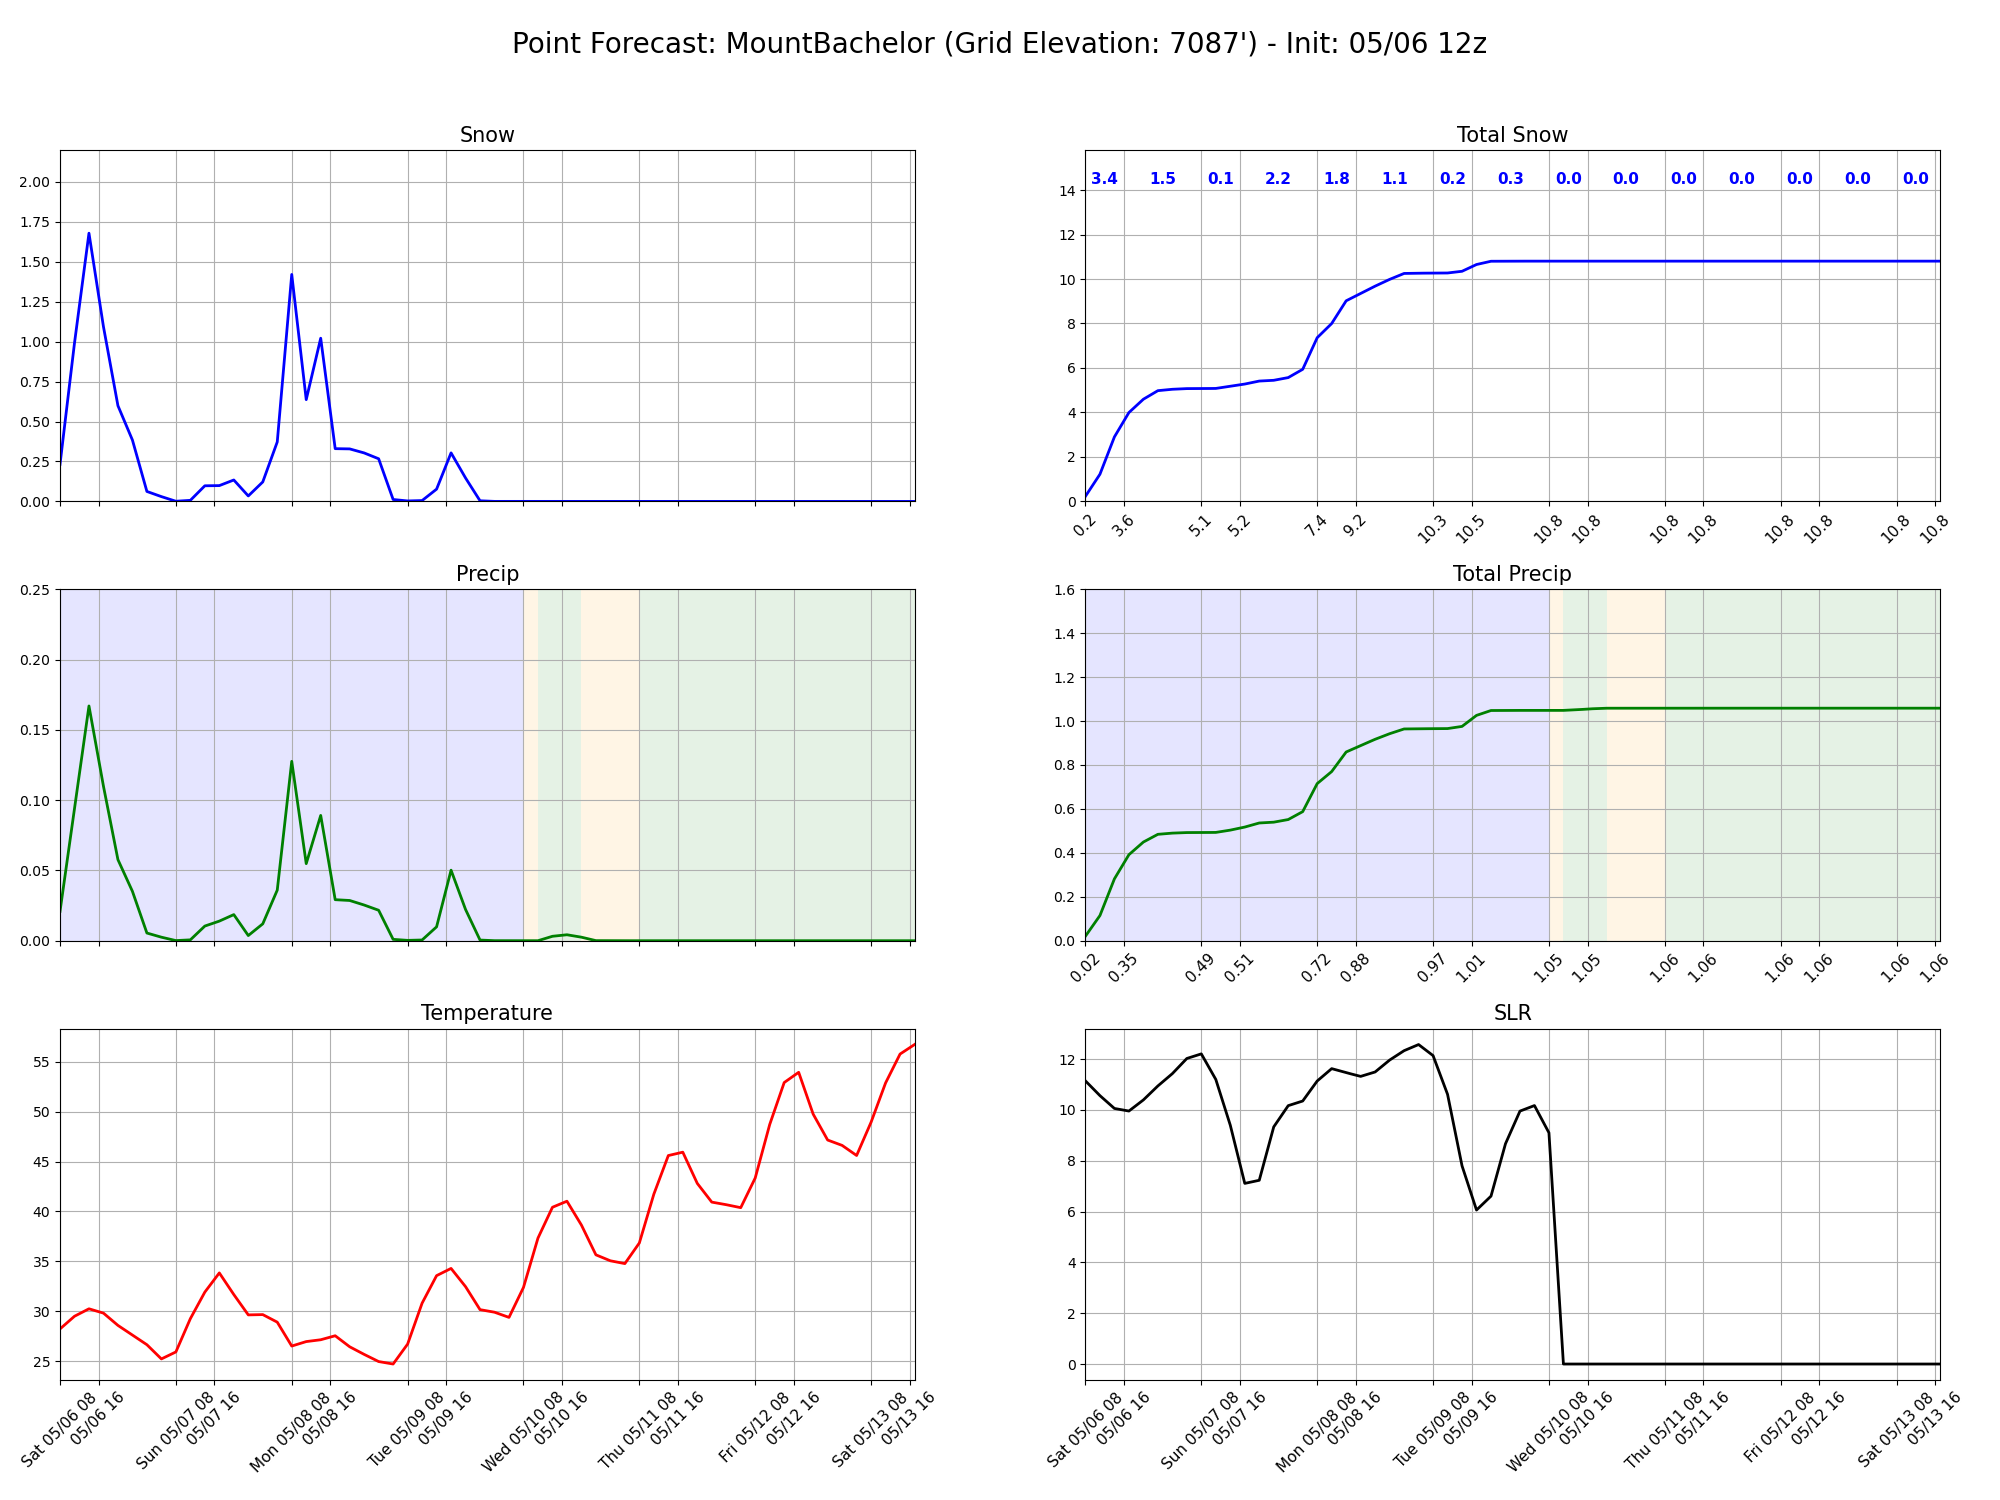 Point Forecast: MountBachelor (Grid Elevation: 7087') - Init: 05/06 12z
Snow
2.00
1.75
1.50
1.25
1.00
0.75
0.50
0.25
0.00
Total Snow
3.4 1.5 0.1 2.2 1.8 1.1 0.2 0.3 0.0 0.0 0.0 0.0 0.0 0.0 0.0
14
12
10
8
6
4
2
0
0.2 3.6 5.1 5.2 7.4 9.2 10.3 10.5 10.8 10.8 10.8 10.8 10.8 10.8 10.8 10.8
Precip
0.25
0.20
0.15
0.10
0.05
0.00
Total Precip
1.6
1.4
1.2
1.0
0.8
0.6
0.4
0.2
0.0
0.02 0.35 0.49 0.51 0.72 0.88 0.97 1.01 1.05 1.05 1.06 1.06 1.06 1.06 1.06 1.06
Temperature
55
50
45
40
35
30
25
Sat 05/06 08
05/06 16
Sun 05/07 08
05/07 16
Mon 05/08 08
05/08 16
Tue 05/09 08
05/09 16
Wed 05/10 08
05/10 16
Thu 05/11 08
05/11 16
Fri 05/12 08
05/12 16
Sat 05/13 08
05/13 16
SLR
12
10
8
6
4
2
0
Sat 05/06 08
05/06 16
Sun 05/07 08
05/07 16
Mon 05/08 08
05/08 16
Tue 05/09 08
05/09 16
Wed 05/10 08
05/10 16
Thu 05/11 08
05/11 16
Fri 05/12 08
05/12 16
Sat 05/13 08
05/13 16